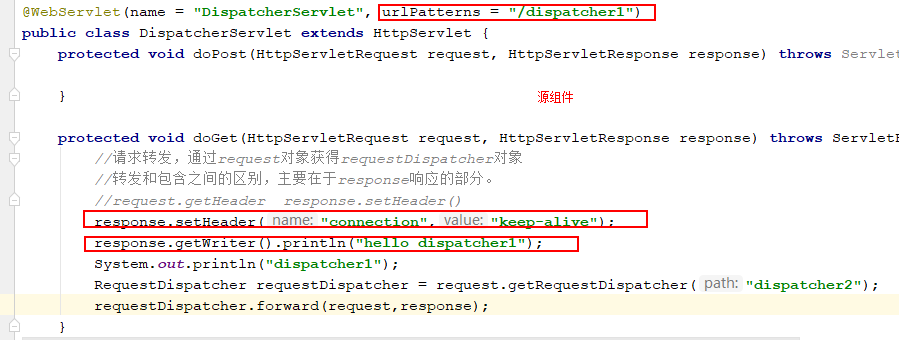 @WebServlet(name = "DispatcherServlet", urlPatterns = "/dispatcher1")
public class DispatcherServlet extends HttpServlet {
protected void doPost(HttpServletRequest request, HttpServletResponse response) throws Servlet
}
源组件
protected void doGet(HttpServletRequest request, HttpServletResponse response) throws ServletE
//请求转发，通过request对象获得requestDispatcher对象
//转发和包含之间的区别，主要在于response响应的部分。
//request.getHeader  response.setHeader()
response.setHeader( name: "connection", value: "keep-alive");
response.getWriter().println("hello dispatcher1");
System.out.println("dispatcher1");
RequestDispatcher requestDispatcher = request.getRequestDispatcher( path: "dispatcher2");
requestDispatcher.forward(request,response);
}